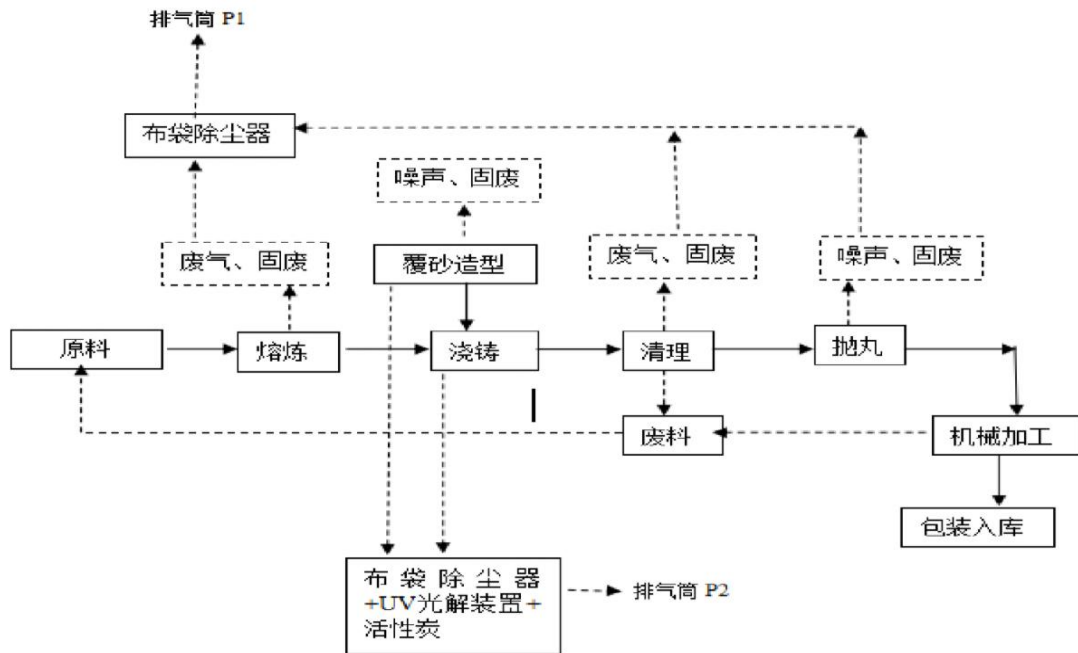 排气筒 P1
布袋除尘器
噪声、固废
废气、固废
覆砂造型
废气、固废
噪声、固废
原料
熔炼
浇铸
清理
抛丸
废料
机械加工
包装入库
布袋除尘器
+UV光解装置+
活性炭
排气筒 P2